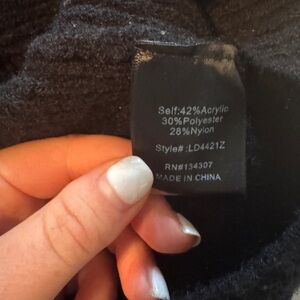 Self:42%Acrylic
30%Polyester
28%Nylon
Style#:LD4421Z
RN#134307
MADE IN CHINA